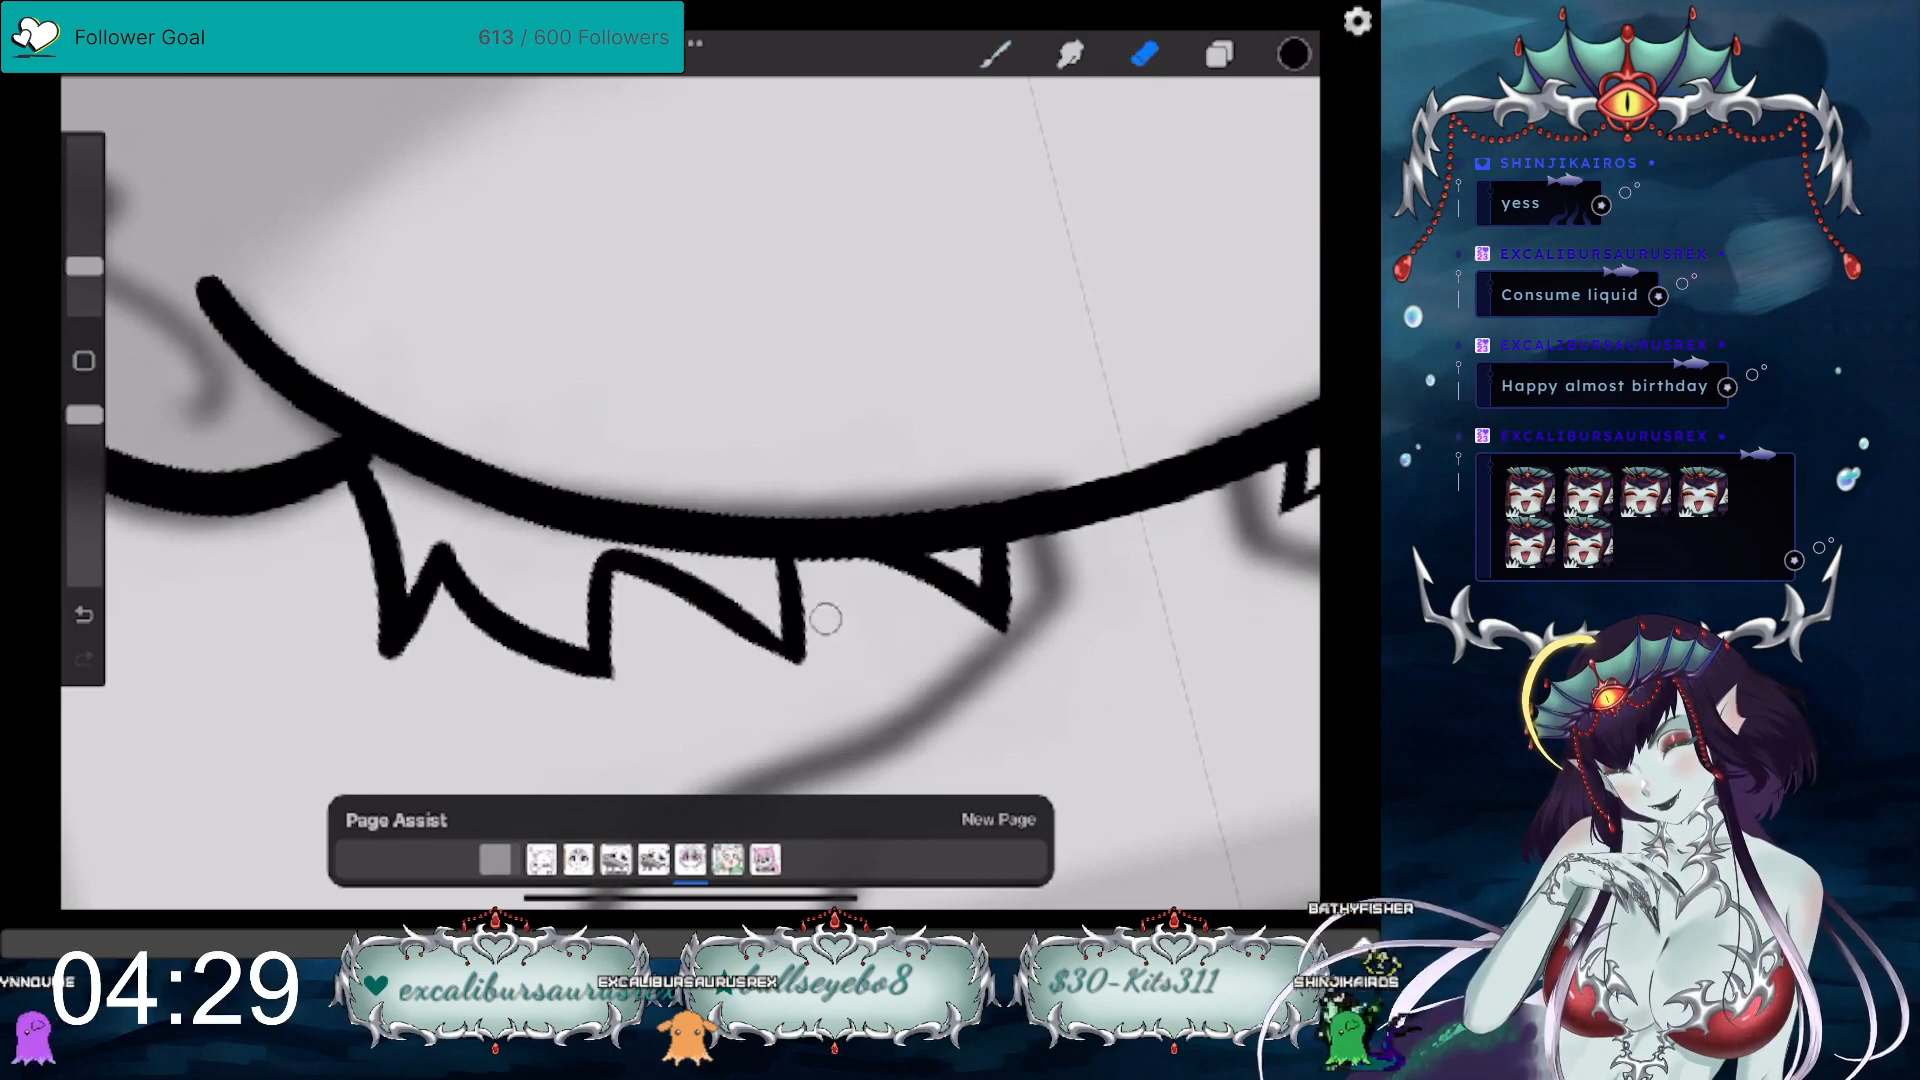 Follower Goal
613 / 600 Followers
SHINJIKAIROS
yess
EXCALIBURSAURUSREX
Consume liquid
EXCALIBURSAURUSREX
Happy almost birthday
EXCALIBURSAURUSREX
Page Assist
New Page
BATHYFISHER
04:29
excalibursaurusrex
EXCALIBURSAURUSREX
bullseyebo8
$30-Kits311
SHINJIKAIROS